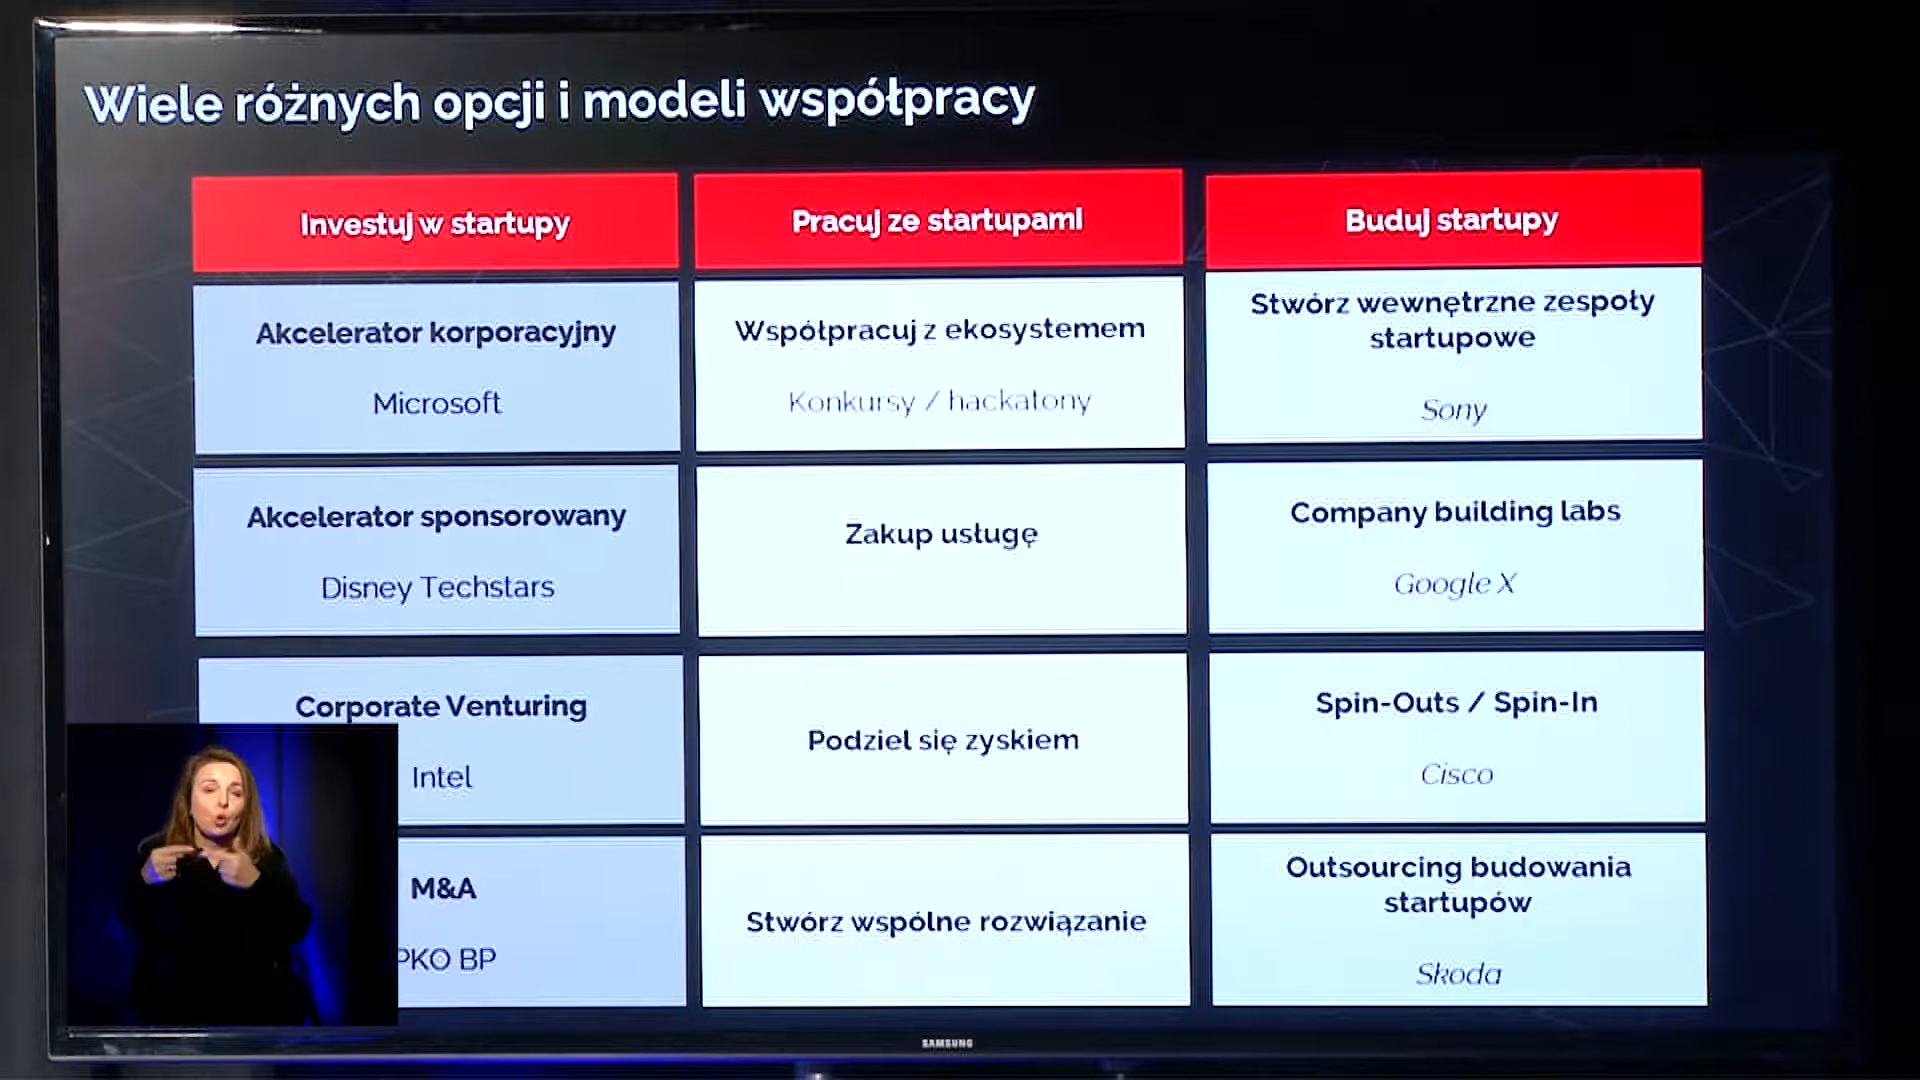 Wiele różnych opcji i modeli współpracy
Investuj w startupy
Pracuj ze startupami
Buduj startupy
Akcelerator korporacyjny
Microsoft
Współpracuj z ekosystemem
Konkursy / hackatony
Stwórz wewnętrzne zespoły
startupowe
Sony
Akcelerator sponsorowany
Disney Techstars
Zakup usługę
Company building labs
Google X
Corporate Venturing
Intel
Podziel się zyskiem
Spin-Outs / Spin-In
Cisco
M&A
PKO BP
Stwórz wspólne rozwiązanie
Outsourcing budowania
startupów
Skoda
SAMSUNG